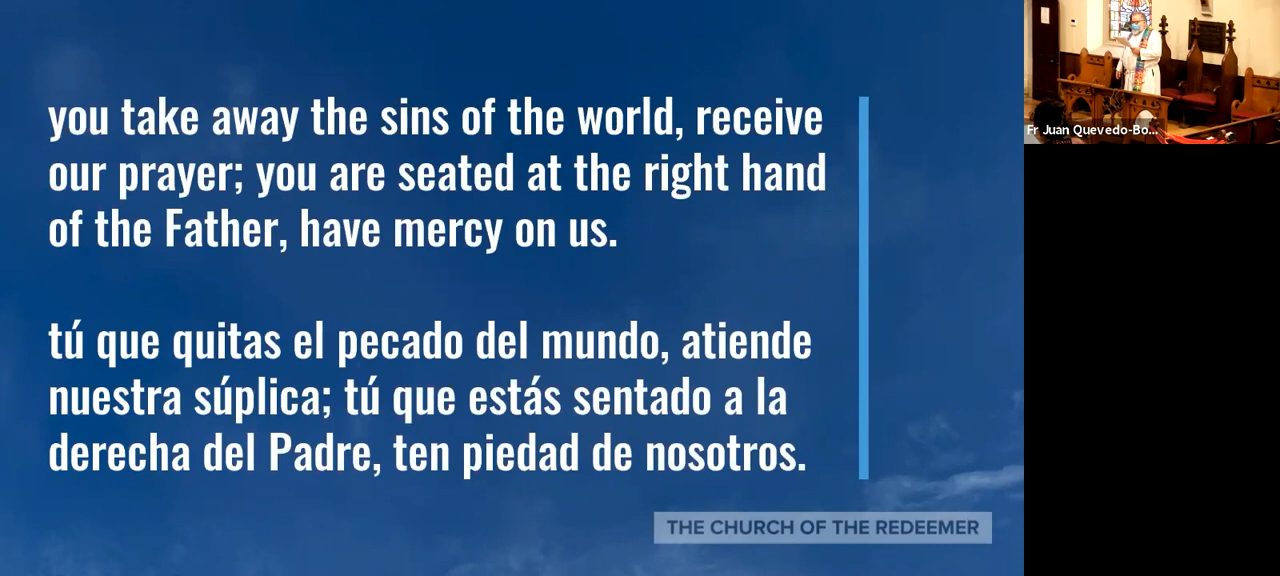 you take away the sins of the world, receive
our prayer; you are seated at the right hand
of the Father, have mercy on us.
tú que quitas el pecado del mundo, atiende
nuestra súplica; tú que estás sentado a la
derecha del Padre, ten piedad de nosotros.
THE CHURCH OF THE REDEEMER
Fr Juan Quevedo-Bo...